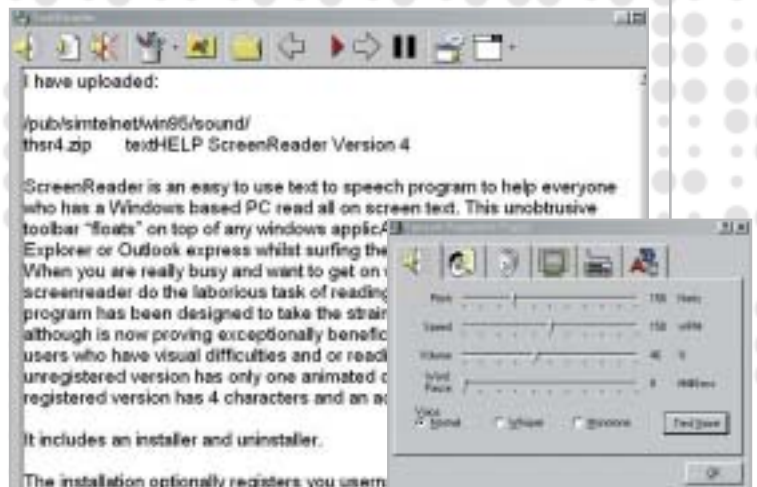 I have uploaded:
/pub/simtelnet/win95/sound/
thsr4.zip textHELP ScreenReader Version 4
ScreenReader is an easy to use text to speech program to help everyone
who has a Windows based PC read all on screen text. This unobtrusive
toolbar "floats" on top of any windows applic
Explorer or Outlook express whilst surfing the
When you are really busy and want to get on
screenreader do the laborious task of reading
program has been designed to take the strain
although is now proving exceptionally benefic
users who have visual difficulties and or read
unregistered version has only one animated
registered version has 4 characters and an
It includes an installer and uninstaller.
The installation optionally registers you usern
Pitch
Speed 150 WPM
Volume
Word
Pause
Voice
Normal Whisper Monotone